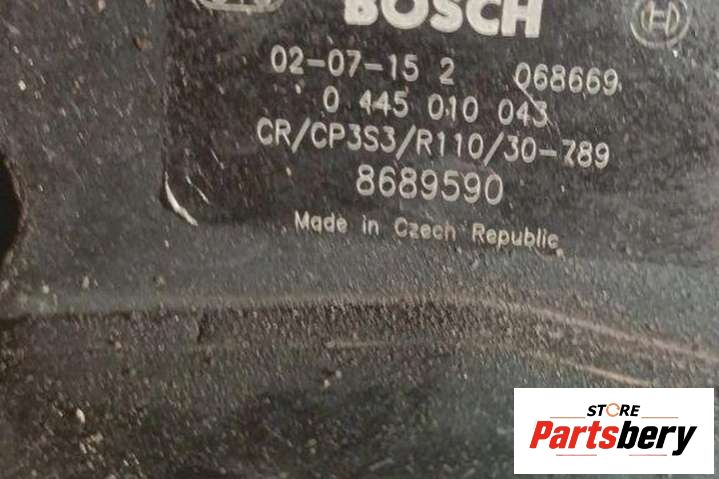 BOSCH
02-07-15 2 068669
0 445 010 043
CR/CP3S3/R110/30-789
8689590
Made in Czech Republic
STORE
Partsbery